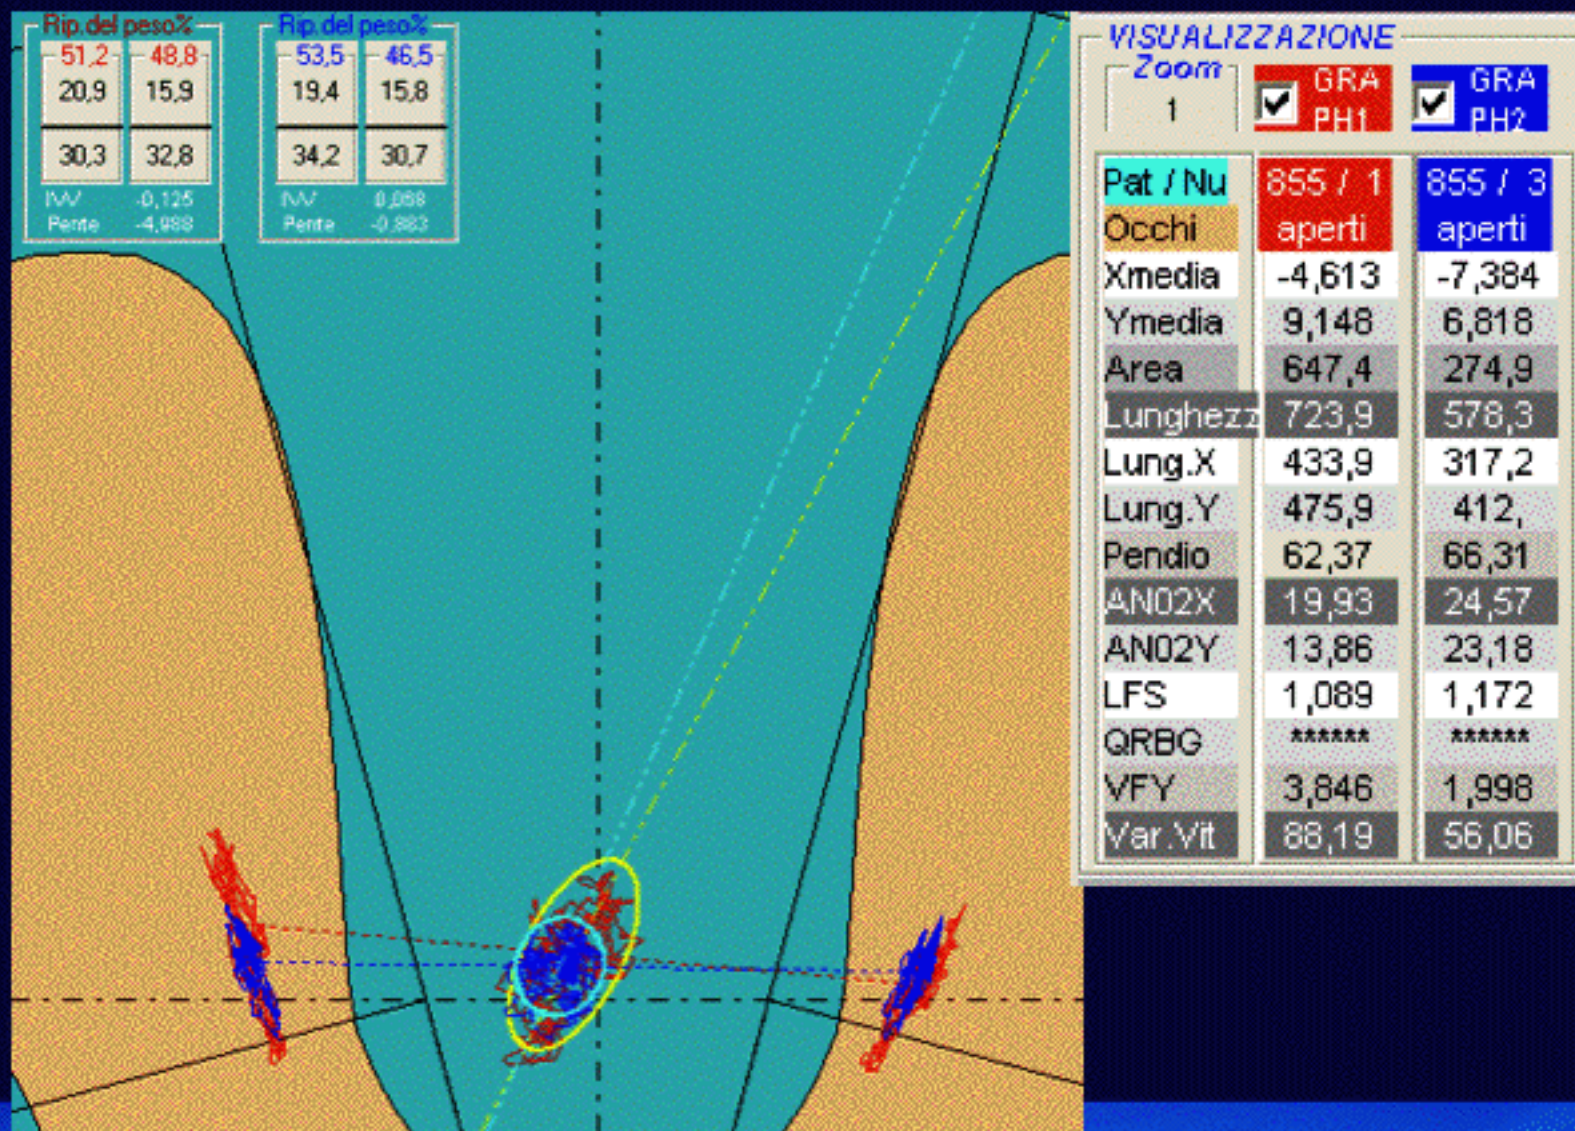 Rip.del peso%
51,2 48,8
20,9 15,9
30,3 32,8
IVV -0,125
Pente -4,988
Rip.del peso%
53,5 46,5
19,4 15,8
34,2 30,7
IVV
Pente -0,883
VISUALIZZAZIONE
Zoom
1
GRA
PH1
GRA
PH2
Pat / Nu 855 / 1 855 / 3
Occhi aperti aperti
Xmedia -4,613 -7,384
Ymedia 9,148 6,818
Area 647,4 274,9
Lunghezz 723,9 578,3
Lung.X 433,9 317,2
Lung.Y 475,9 412,
Pendio 62,37 66,31
AN02X 19,93 24,57
AN02Y 13,86 23,18
LFS 1,089 1,172
QRBG ****** ******
VFY 3,846 1,998
Var.Vit 88,19 56,06